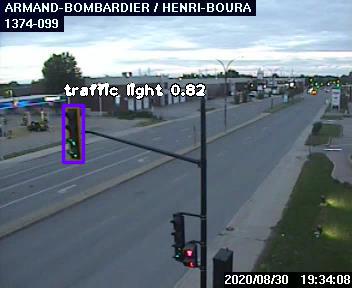 ARMAND-BOMBARDIER / HENRI-BOURA
1374-099
traffic light 0.82
2020/08/30 19:34:08